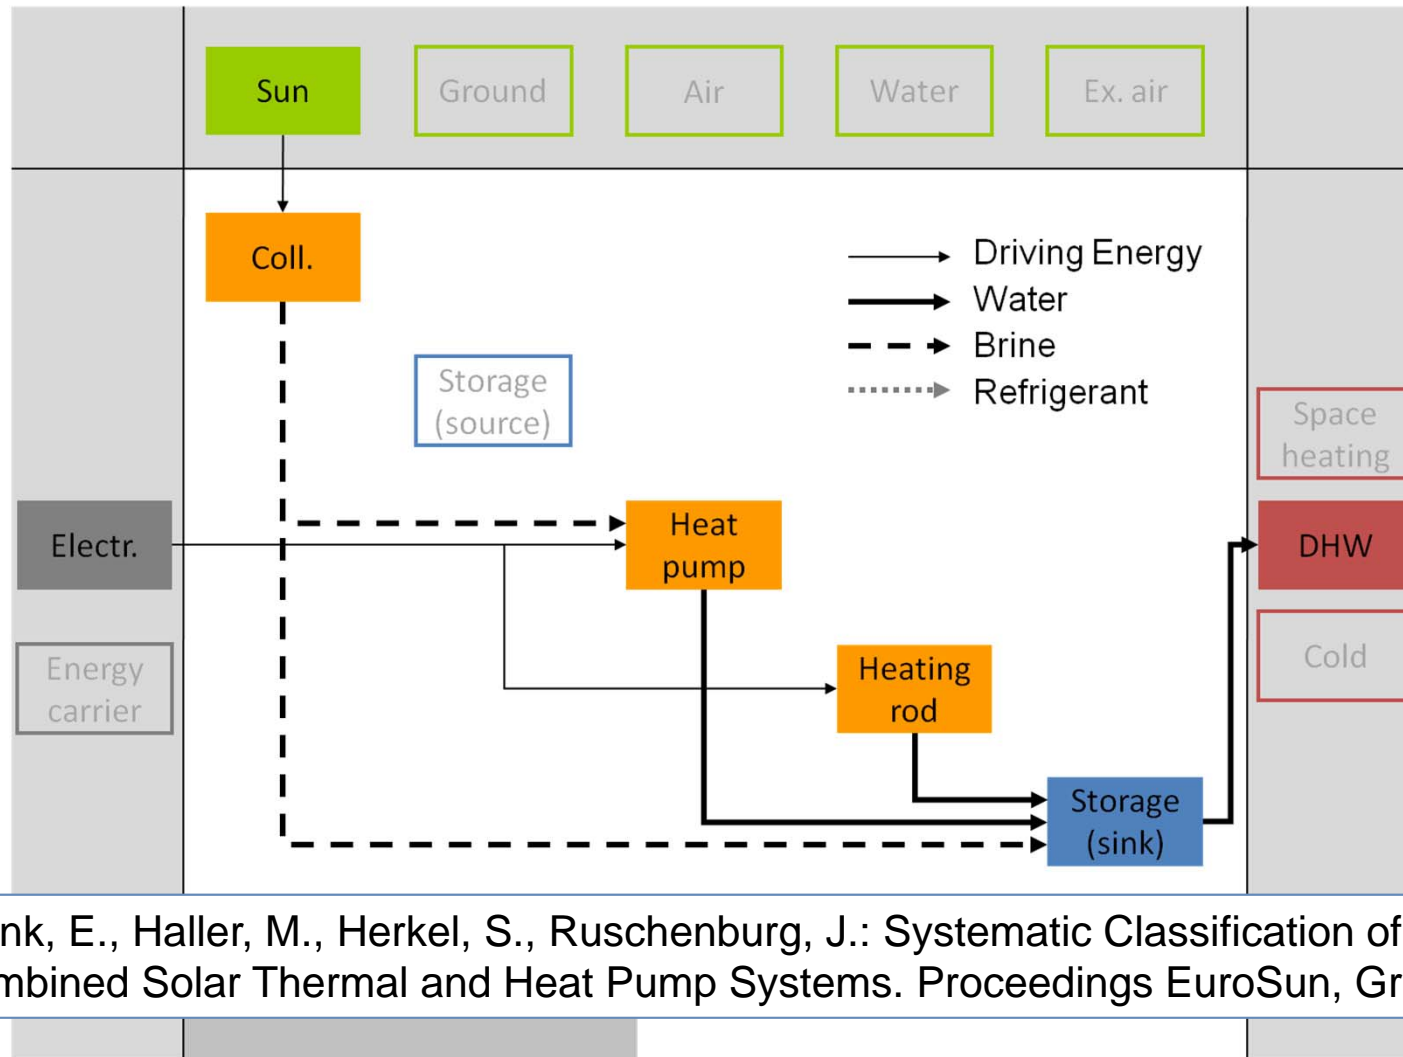 Sun
Ground
Air
Water
Ex. air
Coll.
Driving Energy
Water
Brine
Refrigerant
Storage
(source)
Space
heating
Electr.
Heat
pump
DHW
Energy
carrier
Heating
rod
Cold
Storage
(sink)
nk, E., Haller, M., Herkel, S., Ruschenburg, J.: Systematic Classification of
mbined Solar Thermal and Heat Pump Systems. Proceedings EuroSun, Gr